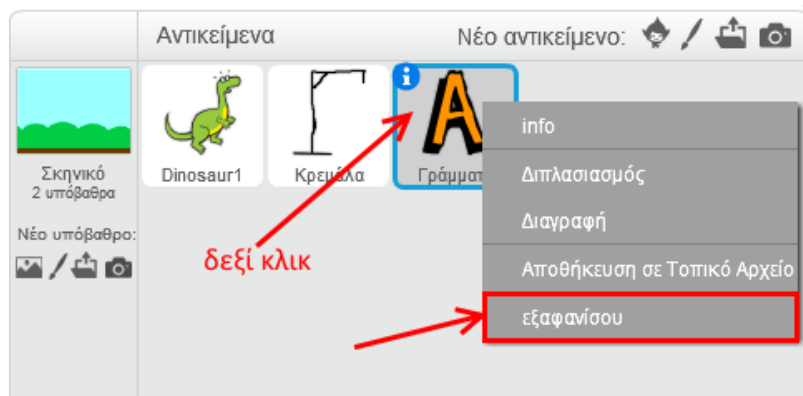 Αντικείμενα
Νέο αντικείμενο:
Σκηνικό
2 υπόβαθρα
Νέο υπόβαθρο:
Dinosaur1
Κρεμάλα
Γράμματ
i
A
δεξί κλικ
info
Διπλασιασμός
Διαγραφή
Αποθήκευση σε Τοπικό Αρχείο
εξαφανίσου